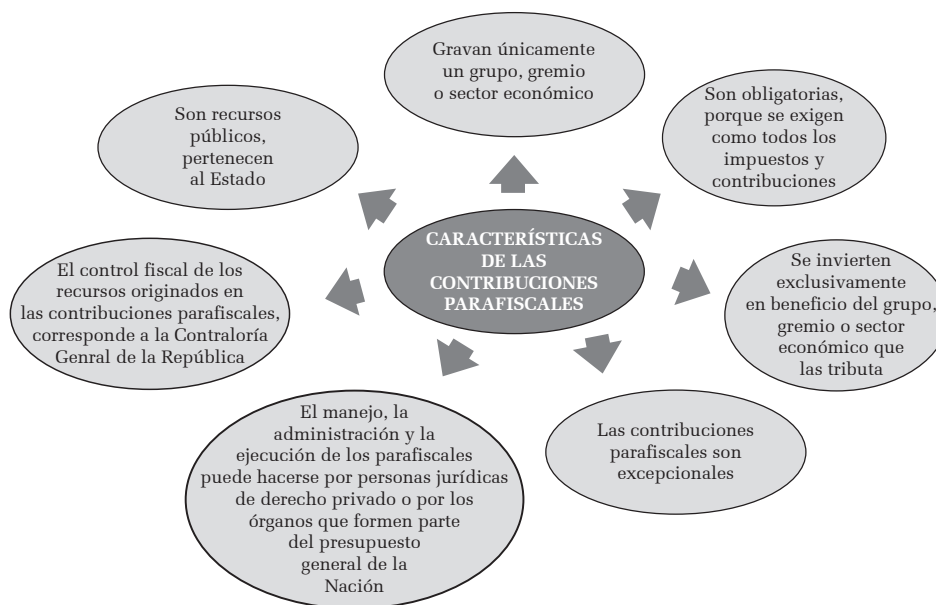 Gravan únicamente
un grupo, gremio
o sector económico
Son obligatorias,
porque se exigen
como todos los
impuestos y
contribuciones
Son recursos
públicos,
pertenecen
al Estado
CARACTERÍSTICAS
DE LAS
CONTRIBUCIONES
PARAFISCALES
El control fiscal de los
recursos originados en
las contribuciones parafiscales,
corresponde a la Contraloría
Genral de la República
Se invierten
exclusivamente
en beneficio del grupo,
gremio o sector
económico que
las tributa
El manejo, la
administración y la
ejecución de los parafiscales
puede hacerse por personas jurídicas
de derecho privado o por los
órganos que formen parte
del presupuesto
general de la
Nación
Las contribuciones
parafiscales son
excepcionales